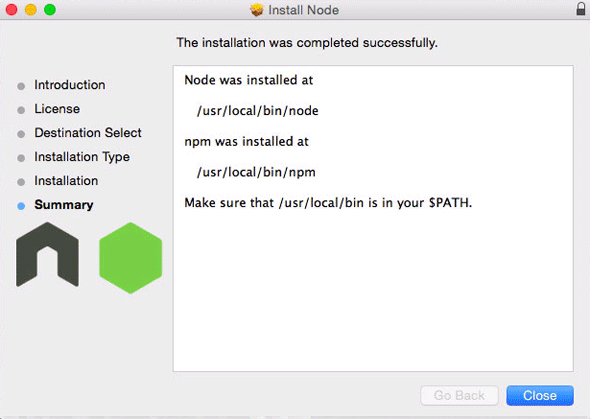 Install Node
The installation was completed successfully.
Introduction
License
Destination Select
Installation Type
Installation
Summary
Node was installed at
/usr/local/bin/node
npm was installed at
/usr/local/bin/npm
Make sure that /usr/local/bin is in your $PATH.
Go Back
Close